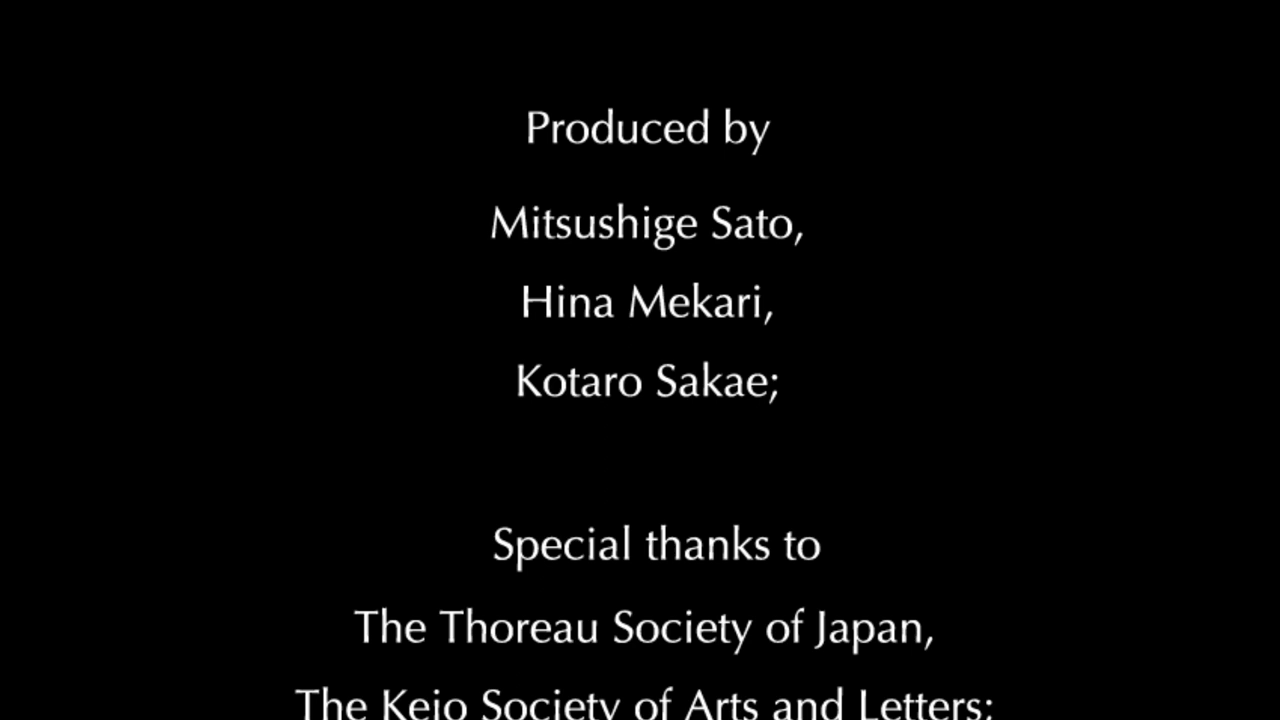 Produced by
Mitsushige Sato,
Hina Mekari,
Kotaro Sakae;
Special thanks to
The Thoreau Society of Japan,
The Keio Society of Arts and Letters;